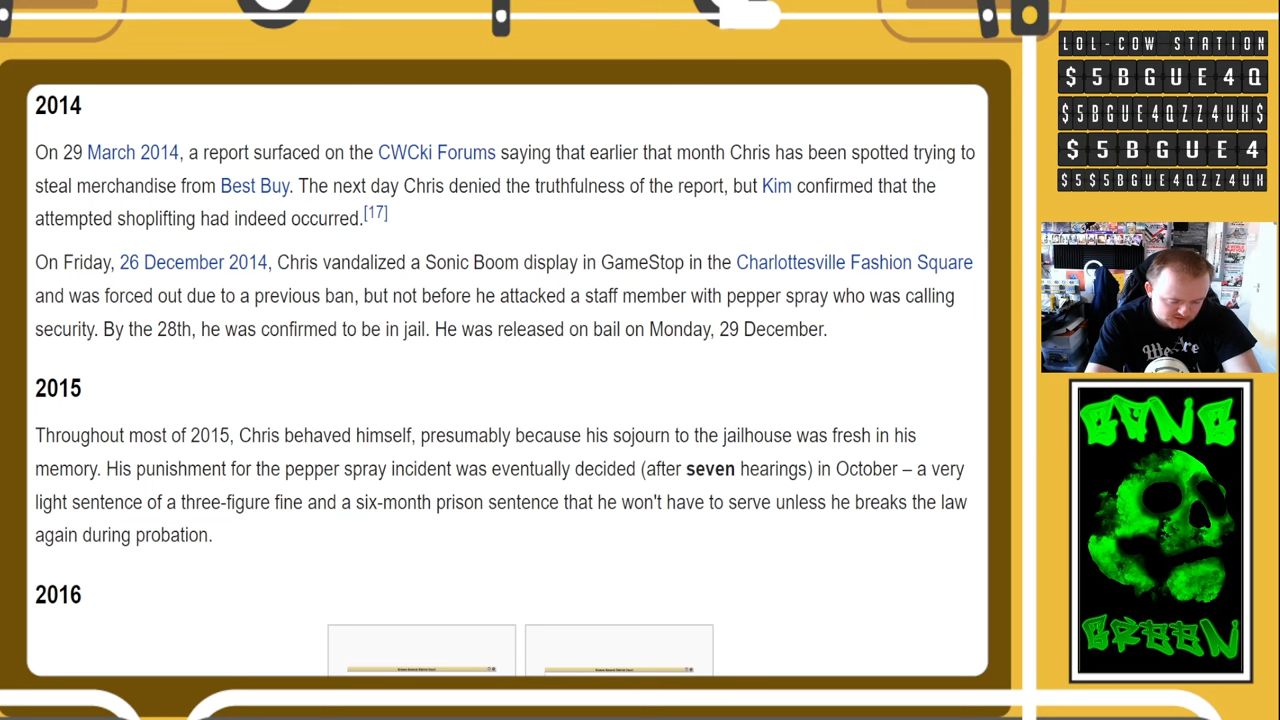 LOL-COW STATION
$5BGUE4Q
$5BGUE4QZZ4UX$
$5BGUE4
$5$5BGUE4QZZ4UX
2014
On 29 March 2014, a report surfaced on the CWCki Forums saying that earlier that month Chris has been spotted trying to
steal merchandise from Best Buy. The next day Chris denied the truthfulness of the report, but Kim confirmed that the
attempted shoplifting had indeed occurred.[17]
On Friday, 26 December 2014, Chris vandalized a Sonic Boom display in GameStop in the Charlottesville Fashion Square
and was forced out due to a previous ban, but not before he attacked a staff member with pepper spray who was calling
security. By the 28th, he was confirmed to be in jail. He was released on bail on Monday, 29 December.
2015
Throughout most of 2015, Chris behaved himself, presumably because his sojourn to the jailhouse was fresh in his
memory. His punishment for the pepper spray incident was eventually decided (after seven hearings) in October – a very
light sentence of a three-figure fine and a six-month prison sentence that he won't have to serve unless he breaks the law
again during probation.
2016
We Are
GANG
GREEN